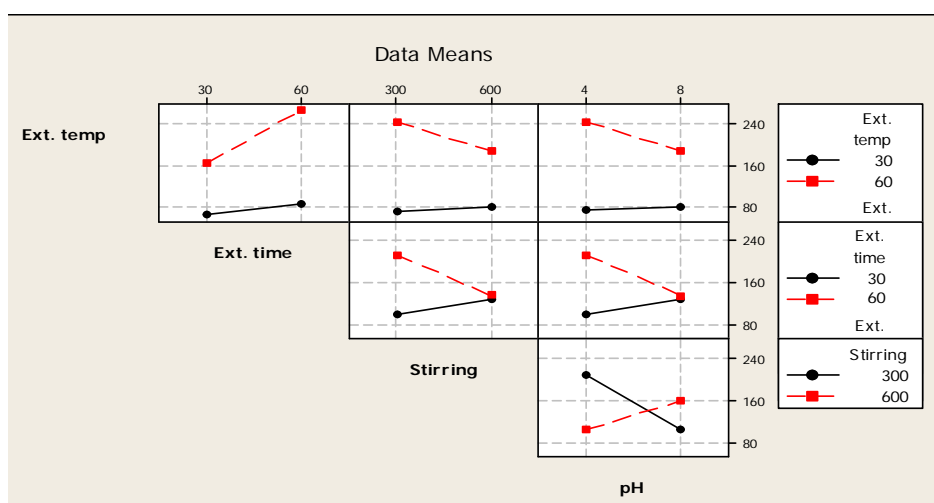 Data Means
30 60 300 600 4 8
Ext. temp
240
160
80
Ext.
temp
30
60
Ext.
Ext. time
240
160
80
Ext.
time
30
60
Ext.
Stirring
240
160
80
Stirring
300
600
pH